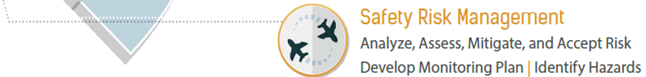 Safety Risk Management
Analyze, Assess, Mitigate, and Accept Risk
Develop Monitoring Plan | Identify Hazards